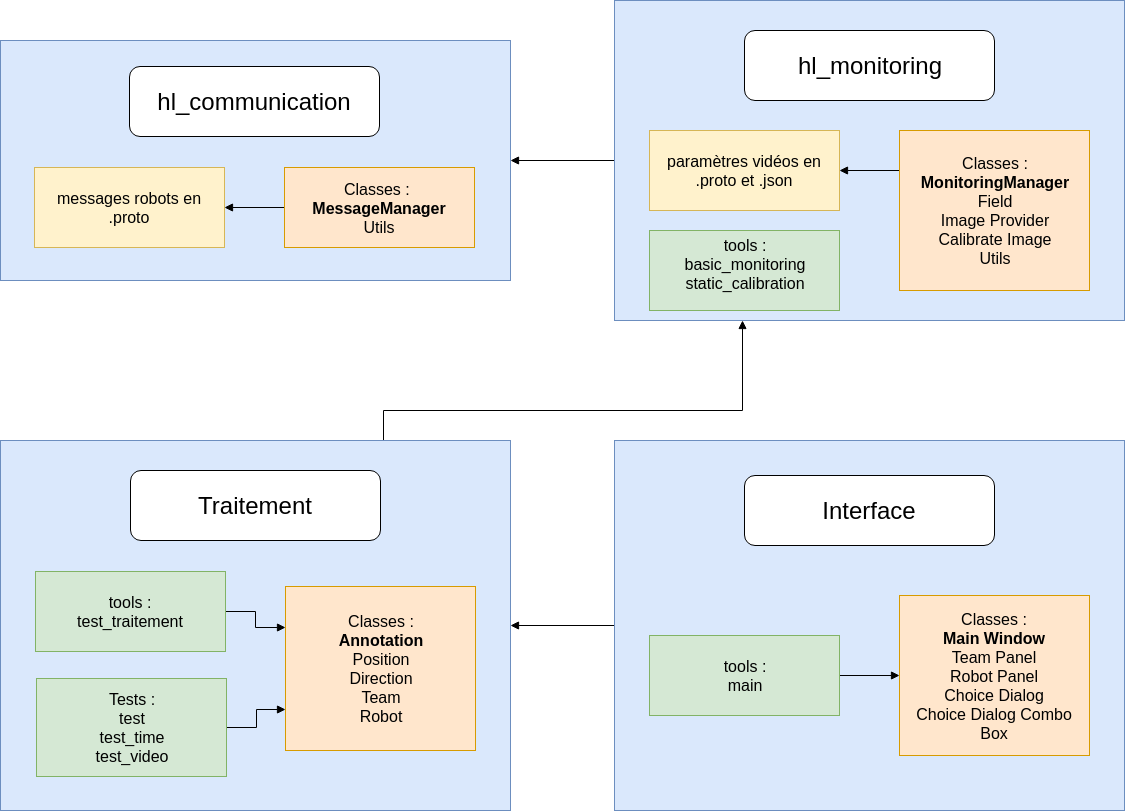 hl_communication
messages robots en
.proto
Classes :
MessageManager
Utils
hl_monitoring
paramètres vidéos en
.proto et .json
tools :
basic_monitoring
static_calibration
Classes :
MonitoringManager
Field
Image Provider
Calibrate Image
Utils
Traitement
tools :
test_traitement
Tests :
test
test_time
test_video
Classes :
Annotation
Position
Direction
Team
Robot
Interface
tools :
main
Classes :
Main Window
Team Panel
Robot Panel
Choice Dialog
Choice Dialog Combo
Box